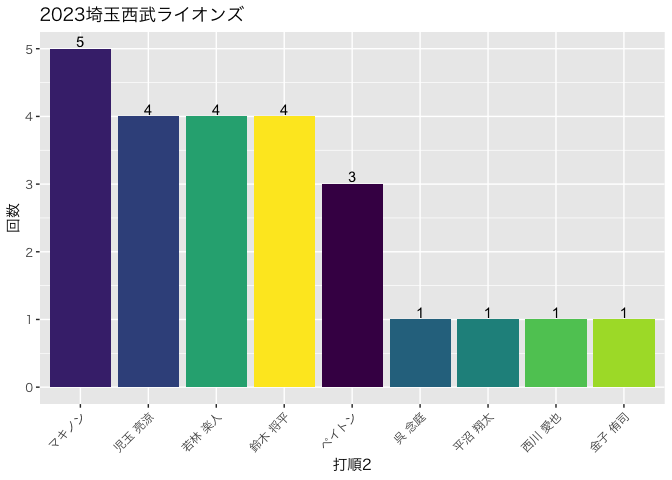 2023埼玉西武ライオンズ
回数
5
4
3
2
1
0
5
4
4
4
3
1
1
1
1
マキノン
児玉 亮涼
若林 楽人
鈴木 将平
ペイトン
呉 念庭
平沼 翔太
西川 愛也
金子 侑司
打順2